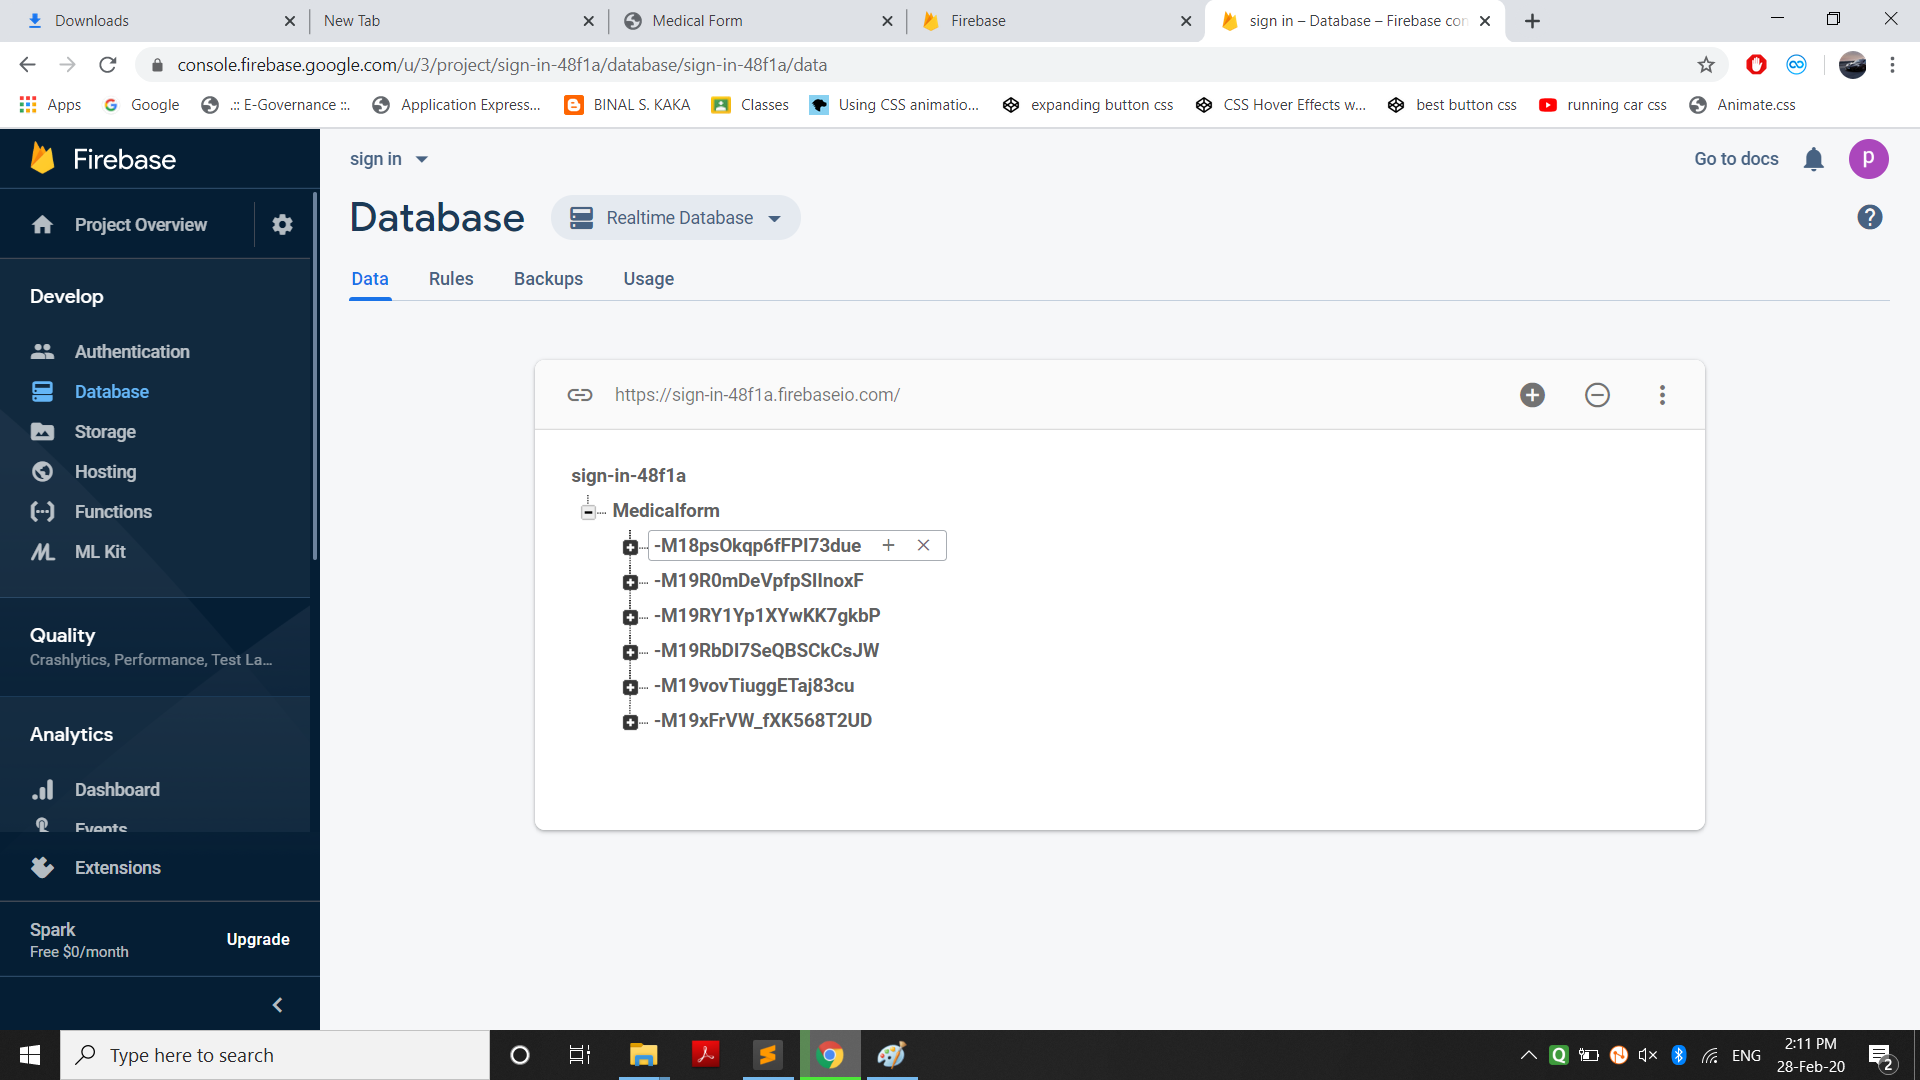 Downloads
New Tab
Medical Form
Firebase
sign in – Database – Firebase con
console.firebase.google.com/u/3/project/sign-in-48f1a/database/sign-in-48f1a/data
Apps
Google
.:: E-Governance ::.
Application Express...
BINAL S. KAKA
Classes
Using CSS animatio...
expanding button css
CSS Hover Effects w...
best button css
running car css
Animate.css
Firebase
sign in
Go to docs
p
Project Overview
Database
Realtime Database
?
Data
Rules
Backups
Usage
Develop
Authentication
Database
Storage
Hosting
Functions
ML Kit
Quality
Crashlytics, Performance, Test La...
Analytics
Dashboard
Events
Extensions
Spark
Free $0/month
Upgrade
https://sign-in-48f1a.firebaseio.com/
sign-in-48f1a
Medicalform
-M18psOkqp6fFPI73due
-M19R0mDeVpfpSIInoxF
-M19RY1Yp1XYwKK7gkbP
-M19RbDI7SeQBSCkCsJW
-M19vovTiuggETaj83cu
-M19xFrVW_fXK568T2UD
Type here to search
ENG
2:11 PM
28-Feb-20
2